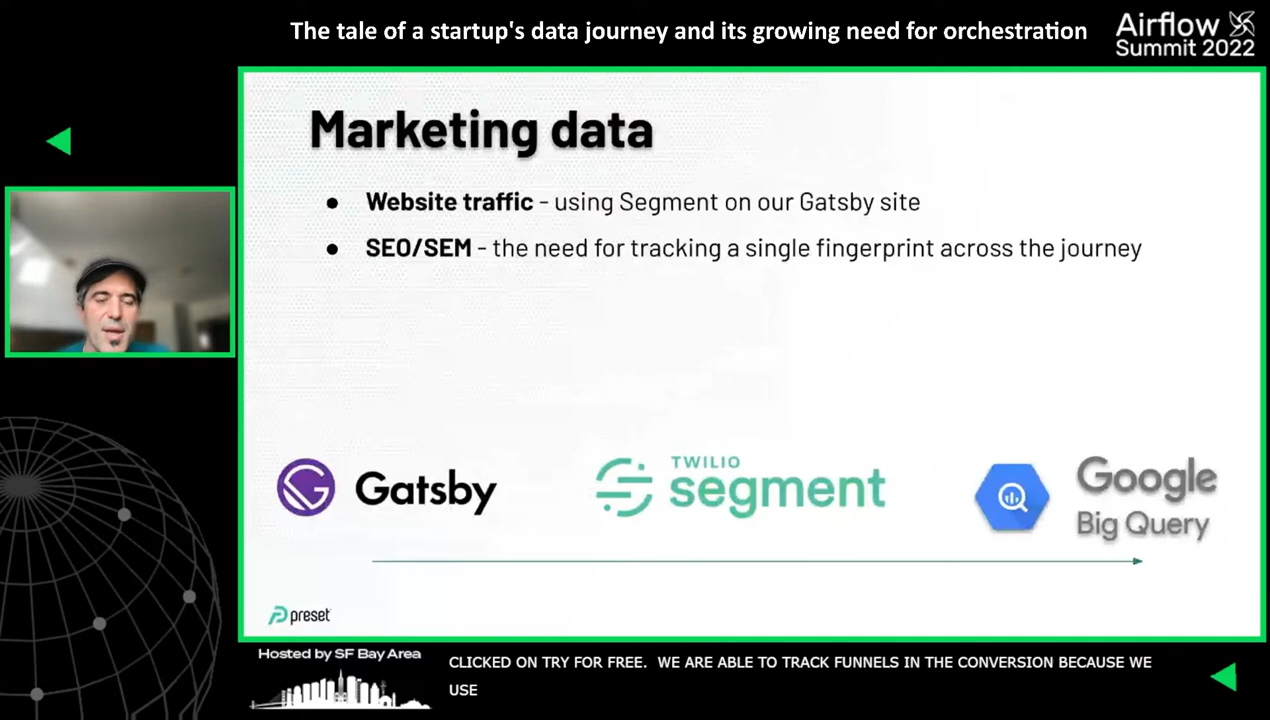 The tale of a startup's data journey and its growing need for orchestration
Airflow
Summit 2022
Marketing data
● Website traffic - using Segment on our Gatsby site
● SEO/SEM - the need for tracking a single fingerprint across the journey
Gatsby
TWILIO
segment
Google
Big Query
preset
Hosted by SF Bay Area
CLICKED ON TRY FOR FREE.  WE ARE ABLE TO TRACK FUNNELS IN THE CONVERSION BECAUSE WE
USE